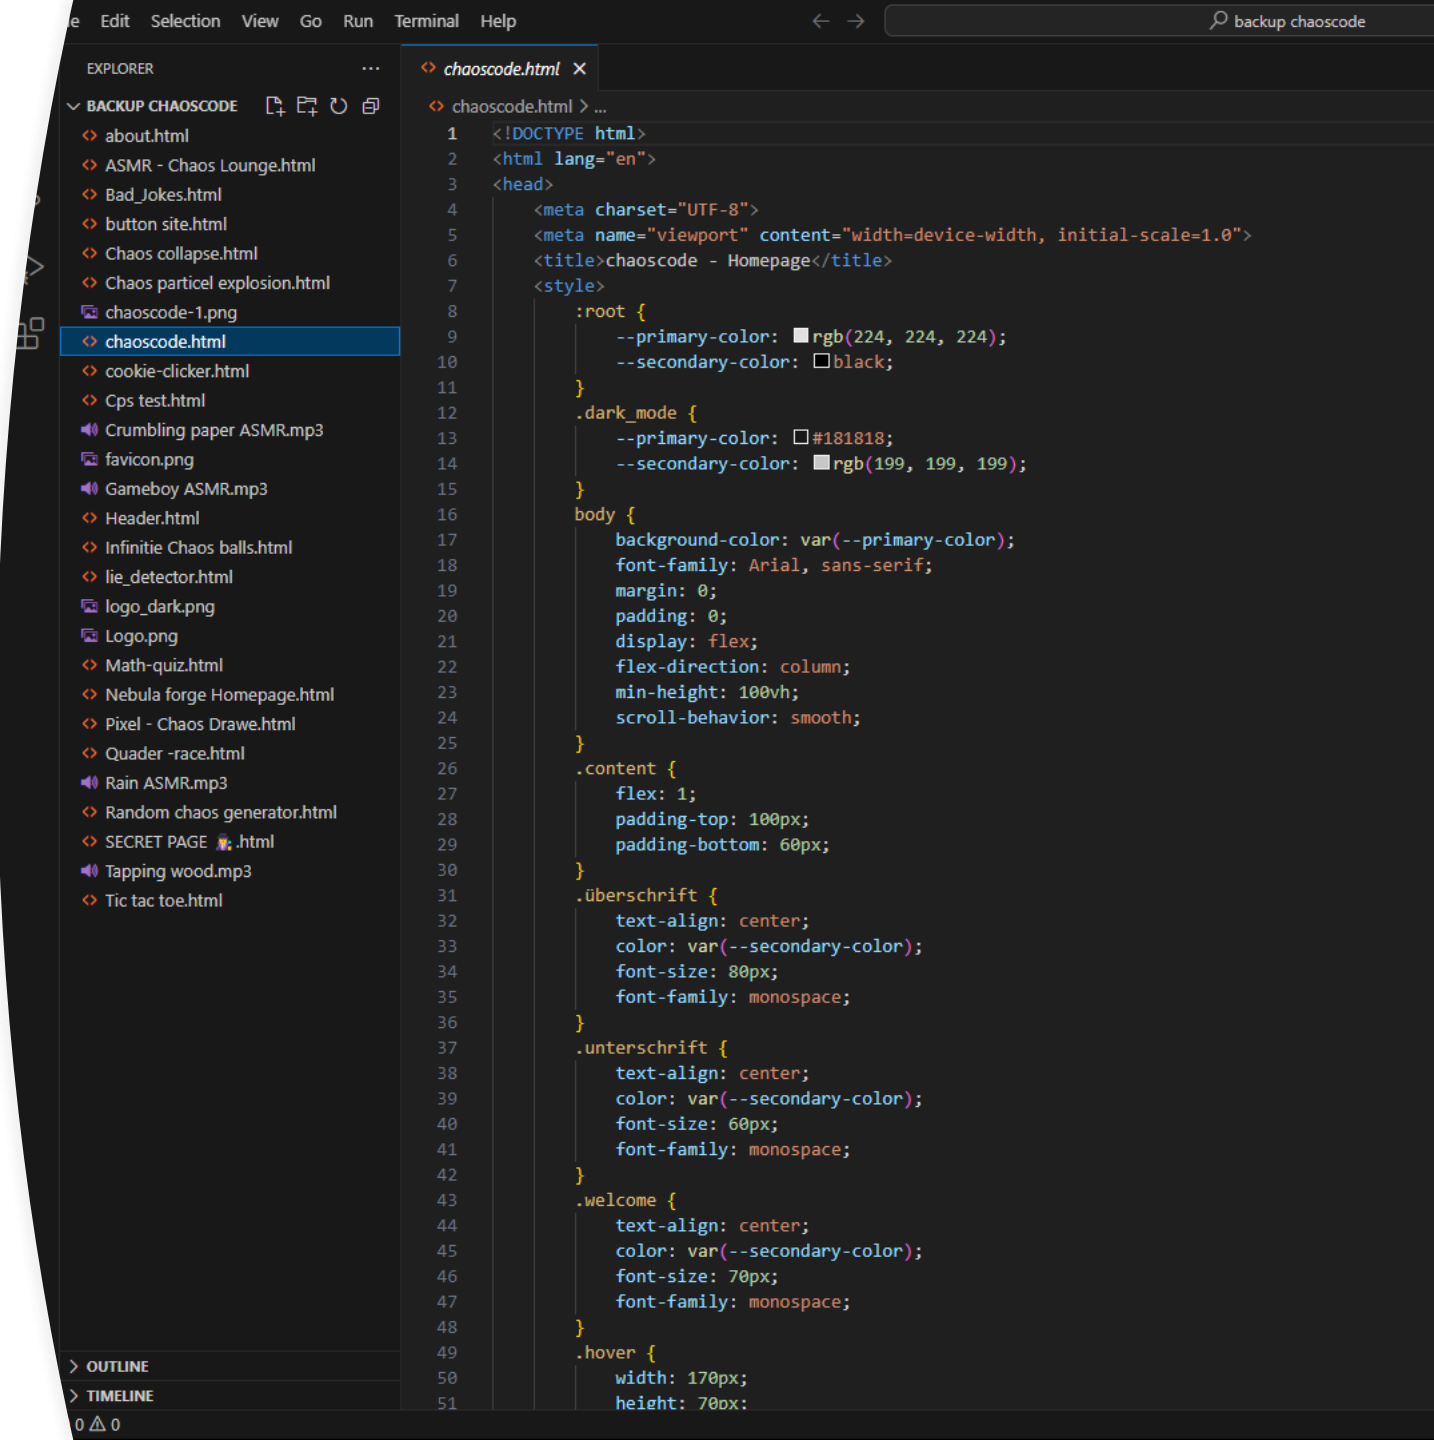 Edit Selection View Go Run Terminal Help
backup chaoscode
EXPLORER
BACKUP CHAOSCODE
about.html
ASMR - Chaos Lounge.html
Bad_Jokes.html
button site.html
Chaos collapse.html
Chaos particel explosion.html
chaoscode-1.png
chaoscode.html
cookie-clicker.html
Cps test.html
Crumbling paper ASMR.mp3
favicon.png
Gameboy ASMR.mp3
Header.html
Infinitie Chaos balls.html
lie_detector.html
logo_dark.png
Logo.png
Math-quiz.html
Nebula forge Homepage.html
Pixel - Chaos Drawe.html
Quader -race.html
Rain ASMR.mp3
Random chaos generator.html
SECRET PAGE .html
Tapping wood.mp3
Tic tac toe.html
OUTLINE
TIMELINE
0 0
chaoscode.html
chaoscode.html > ...
1 <!DOCTYPE html>
2 <html lang="en">
3 <head>
4 <meta charset="UTF-8">
5 <meta name="viewport" content="width=device-width, initial-scale=1.0">
6 <title>chaoscode - Homepage</title>
7 <style>
8 :root {
9 --primary-color: rgb(224, 224, 224);
10 --secondary-color: black;
11 }
12 .dark_mode {
13 --primary-color: #181818;
14 --secondary-color: rgb(199, 199, 199);
15 }
16 body {
17 background-color: var(--primary-color);
18 font-family: Arial, sans-serif;
19 margin: 0;
20 padding: 0;
21 display: flex;
22 flex-direction: column;
23 min-height: 100vh;
24 scroll-behavior: smooth;
25 }
26 .content {
27 flex: 1;
28 padding-top: 100px;
29 padding-bottom: 60px;
30 }
31 .überschrift {
32 text-align: center;
33 color: var(--secondary-color);
34 font-size: 80px;
35 font-family: monospace;
36 }
37 .unterschrift {
38 text-align: center;
39 color: var(--secondary-color);
40 font-size: 60px;
41 font-family: monospace;
42 }
43 .welcome {
44 text-align: center;
45 color: var(--secondary-color);
46 font-size: 70px;
47 font-family: monospace;
48 }
49 .hover {
50 width: 170px;
51 height: 70px;